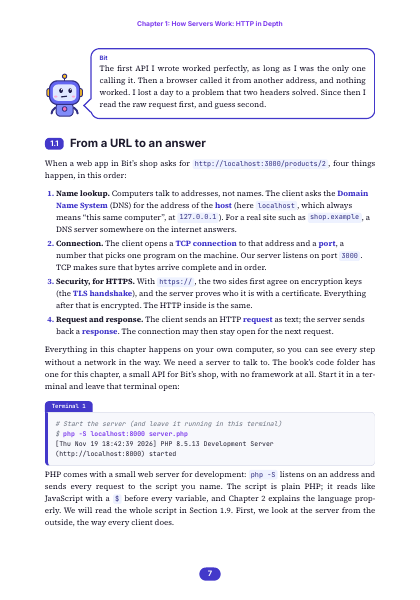 Chapter 1: How Servers Work: HTTP in Depth
Bit
The first API I wrote worked perfectly, as long as I was the only one
calling it. Then a browser called it from another address, and nothing
worked. I lost a day to a problem that two headers solved. Since then I
read the raw request first, and guess second.
1.1 From a URL to an answer
When a web app in Bit's shop asks for http://localhost:3000/products/2, four things
happen, in this order:
1. Name lookup. Computers talk to addresses, not names. The client asks the Domain
Name System (DNS) for the address of the host (here localhost, which always
means "this same computer", at 127.0.0.1). For a real site such as shop.example, a
DNS server somewhere on the internet answers.
2. Connection. The client opens a TCP connection to that address and a port, a
number that picks one program on the machine. Our server listens on port 3000.
TCP makes sure that bytes arrive complete and in order.
3. Security, for HTTPS. With https://, the two sides first agree on encryption keys
(the TLS handshake), and the server proves who it is with a certificate. Everything
after that is encrypted. The HTTP inside is the same.
4. Request and response. The client sends an HTTP request as text; the server sends
back a response. The connection may then stay open for the next request.
Everything in this chapter happens on your own computer, so you can see every step
without a network in the way. We need a server to talk to. The book's code folder has
one for this chapter, a small API for Bit's shop, with no framework at all. Start it in a ter-
minal and leave that terminal open:
Terminal 1
# Start the server (and leave it running in this terminal)
$ php -S localhost:3000 server.php
[Thu Nov 19 18:42:39 2026] PHP 8.5.13 Development Server
(http://localhost:3000) started
PHP comes with a small web server for development: php -S listens on an address and
sends every request to the script you name. The script is plain PHP; it reads like
JavaScript with a $ before every variable, and Chapter 2 explains the language prop-
erly. We will read the whole script in Section 1.9. First, we look at the server from the
outside, the way every client does.
7